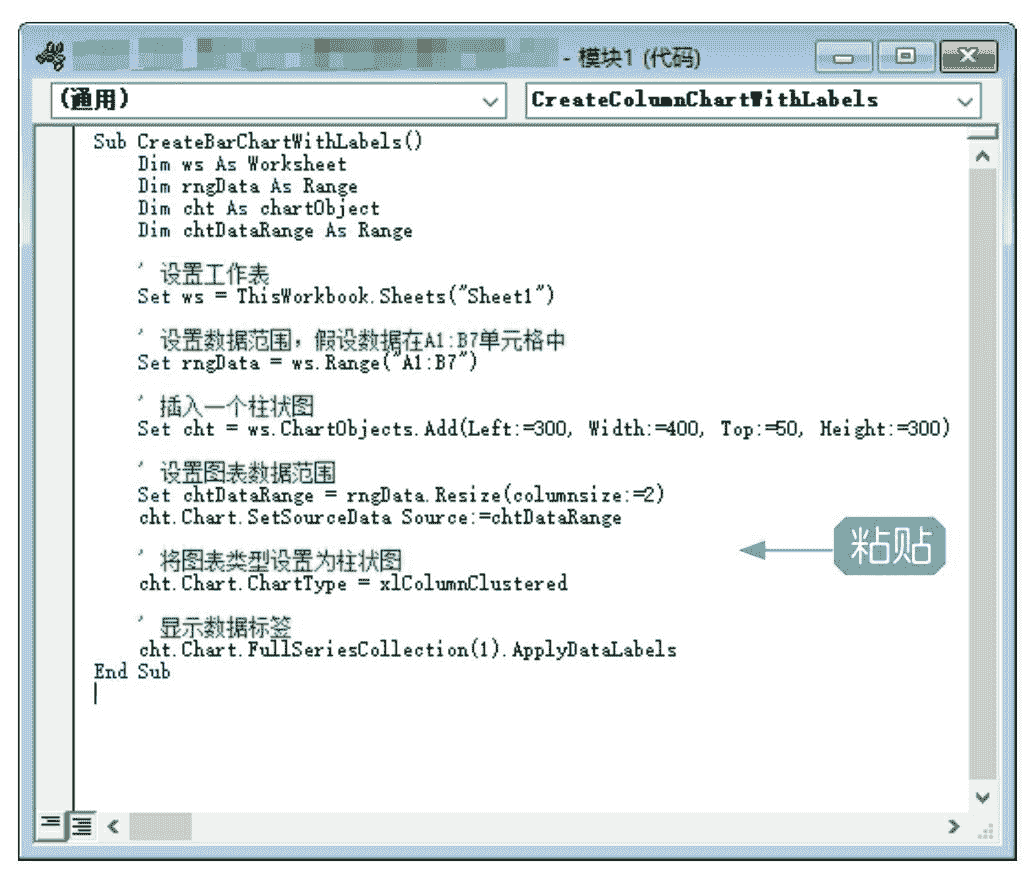 - 模块1 (代码)
(通用)
CreateColumnChartWithLabels
Sub CreateBarChartWithLabels()
Dim ws As Worksheet
Dim rngData As Range
Dim cht As chartObject
Dim chtDataRange As Range
' 设置工作表
Set ws = ThisWorkbook.Sheets("Sheet1")
' 设置数据范围，假设数据在A1:B7单元格中
Set rngData = ws.Range("A1:B7")
' 插入一个柱状图
Set cht = ws.ChartObjects.Add(Left:=300, Width:=400, Top:=50, Height:=300)
' 设置图表数据范围
Set chtDataRange = rngData.Resize(columnsize:=2)
cht.Chart.SetSourceData Source:=chtDataRange
' 将图表类型设置为柱状图
cht.Chart.ChartType = xlColumnClustered
粘贴
' 显示数据标签
cht.Chart.FullSeriesCollection(1).ApplyDataLabels
End Sub